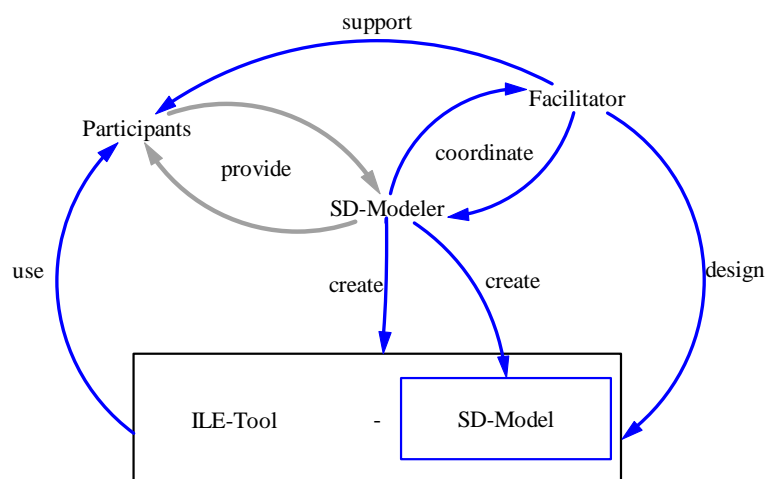 support
Facilitator
Participants
coordinate
provide
SD-Modeler
use
design
create
create
ILE-Tool - SD-Model